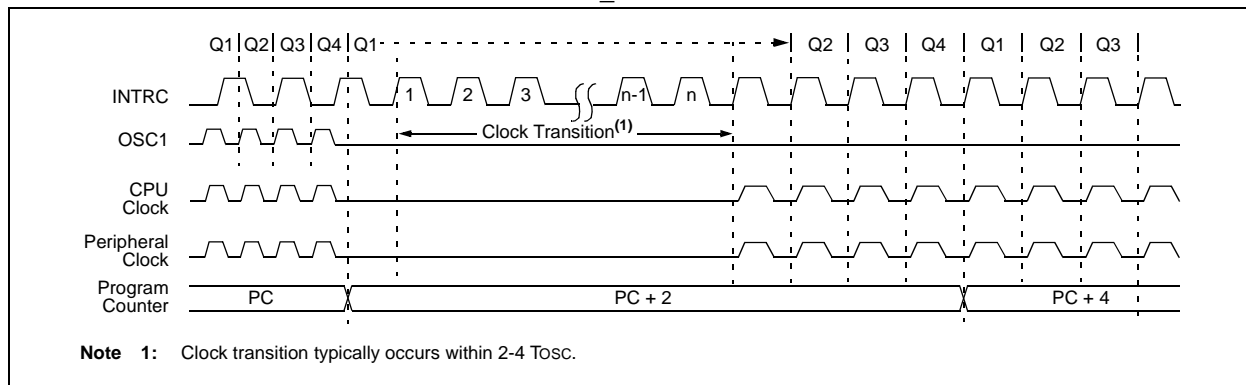 Q1 Q2 Q3 Q4 Q1 Q2 Q3 Q4 Q1 Q2 Q3
INTRC 1 2 3 n-1 n
Clock Transition(1)
OSC1
CPU
Clock
Peripheral
Clock
Program
Counter
PC PC + 2 PC + 4
Note 1: Clock transition typically occurs within 2-4 TOSC.